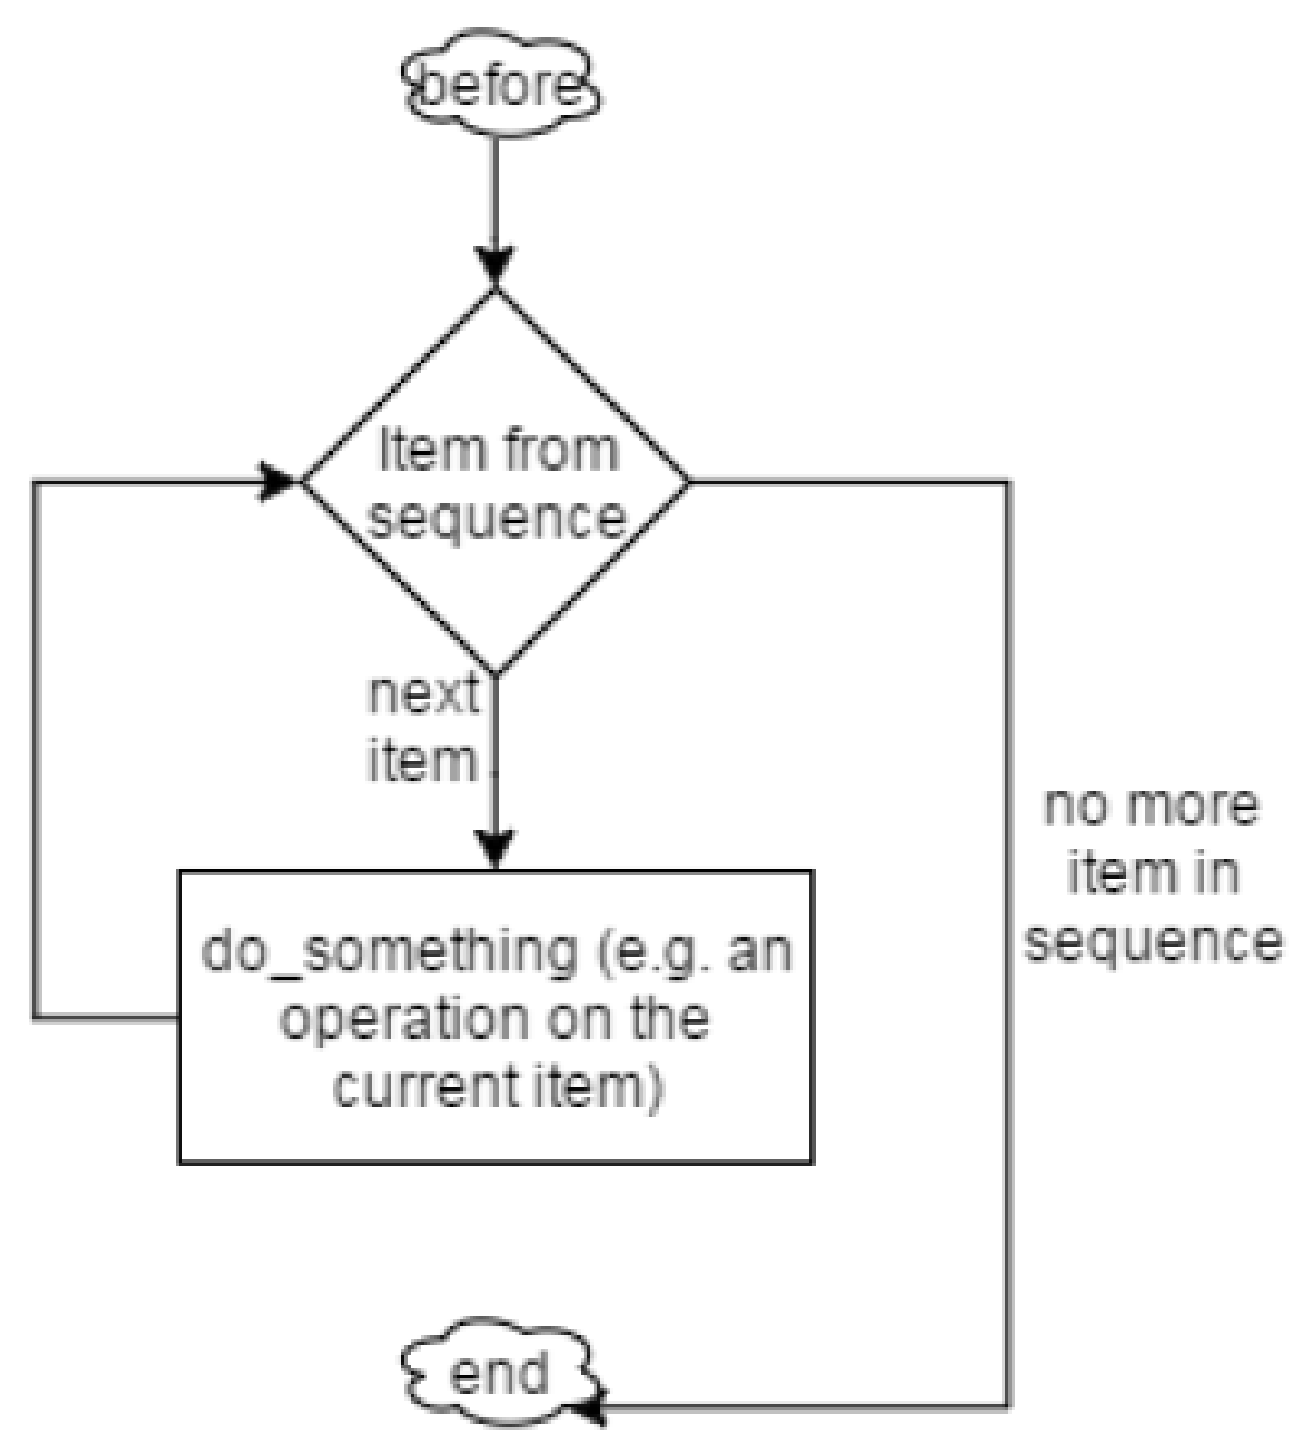 before
Item from
sequence
next
item
do_something (e.g. an
operation on the
current item)
no more
item in
sequence
end